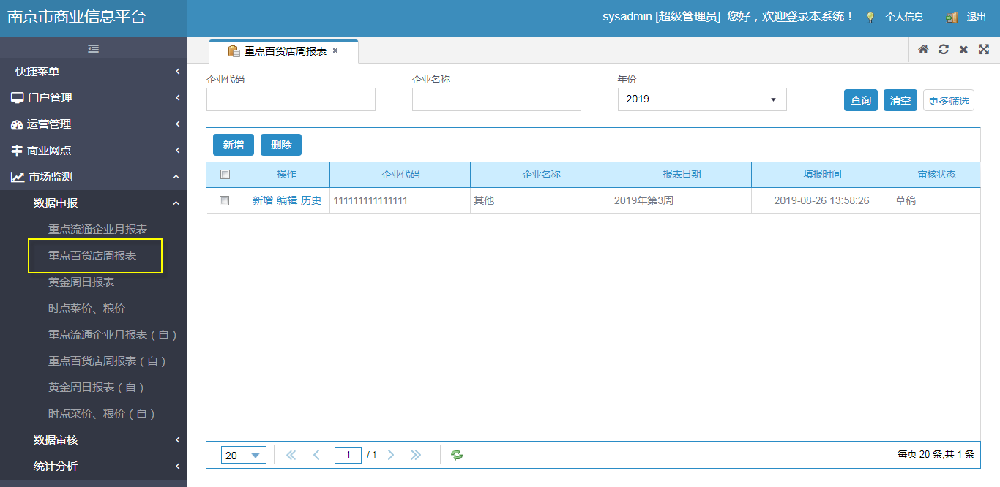 南京市商业信息平台
sysadmin [超级管理员] 您好，欢迎登录本系统！ 个人信息 退出
快捷菜单
门户管理
运营管理
商业网点
市场监测
数据申报
重点流通企业月报表
重点百货店周报表
黄金周日报表
时点菜价、粮价
重点流通企业月报表（自）
重点百货店周报表（自）
黄金周日报表（自）
时点菜价、粮价（自）
数据审核
统计分析
重点百货店周报表
企业代码 企业名称 年份
2019 查询 清空 更多筛选
新增 删除
操作 企业代码 企业名称 报表日期 填报时间 审核状态
新增 编辑 历史 111111111111111 其他 2019年第3周 2019-08-26 13:58:26 草稿
20 1 / 1 每页 20 条,共 1 条